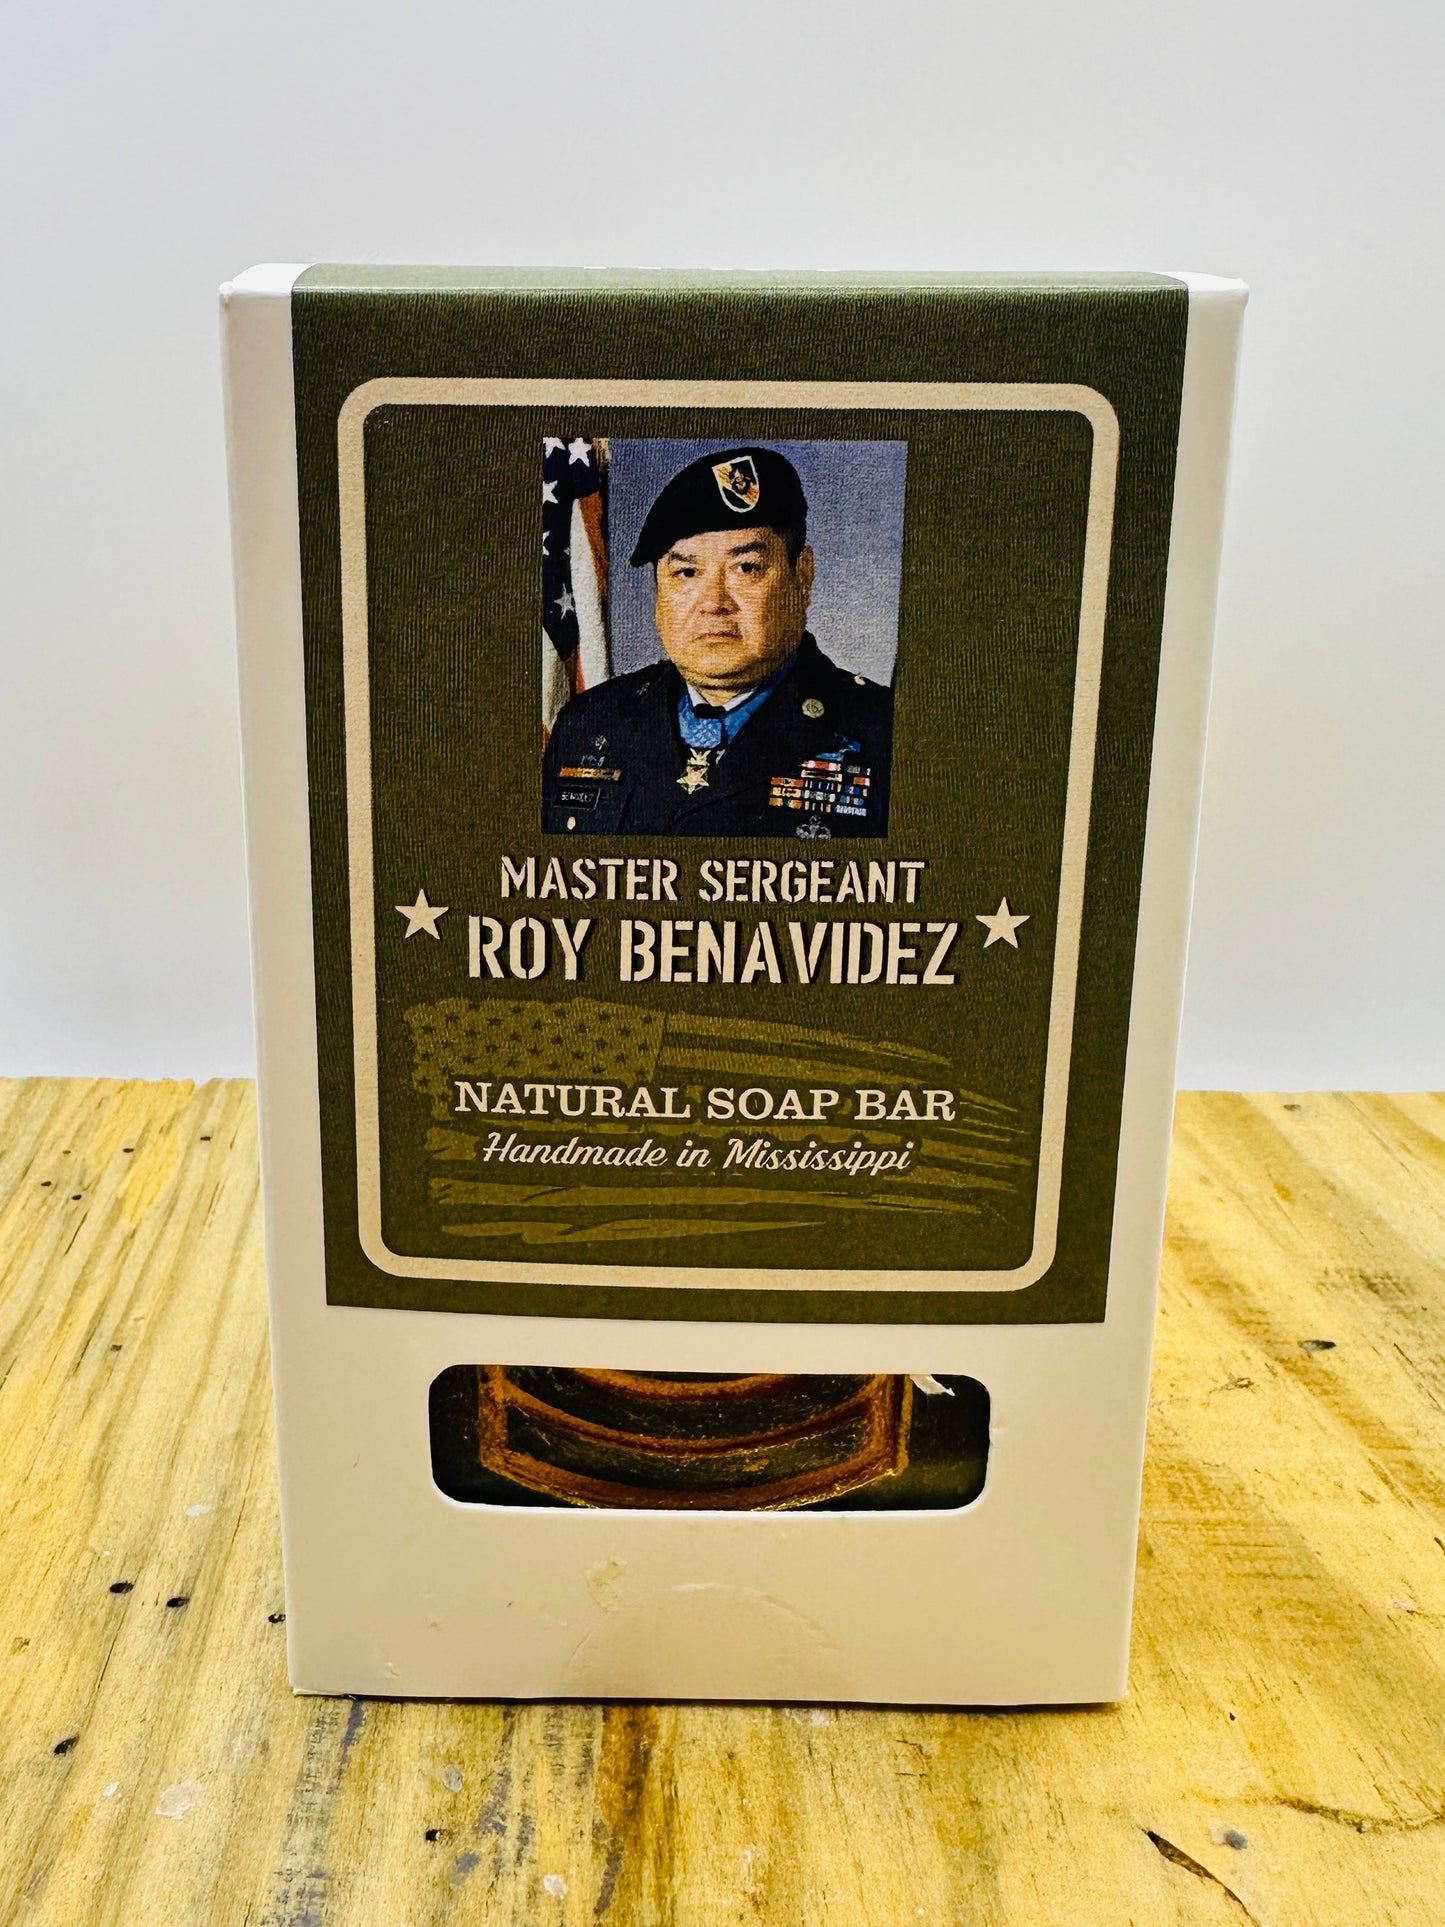 MASTER SERGEANT
ROY BENAVIDEZ
NATURAL SOAP BAR
Handmade in Mississippi